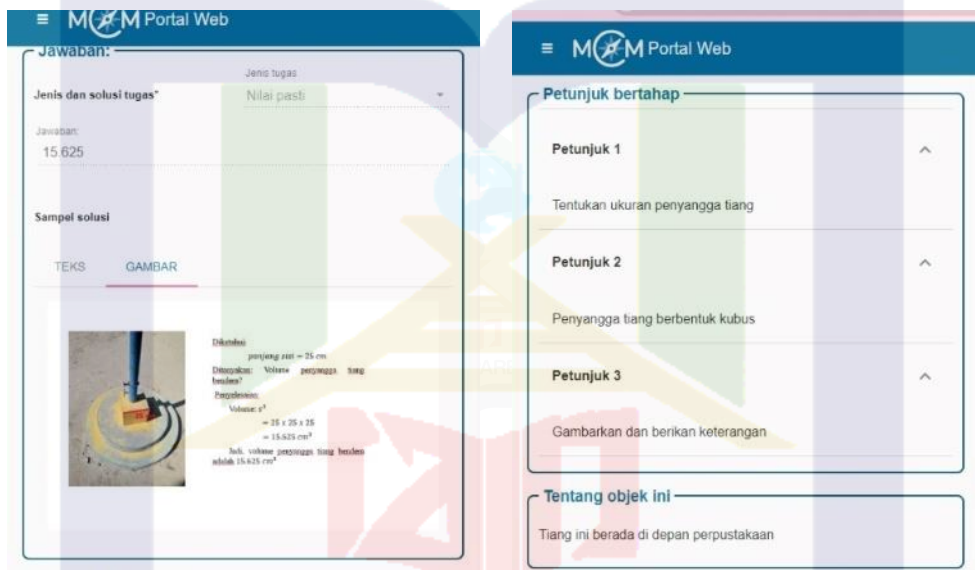 ≡ MCM Portal Web
Jawaban:
Jenis tugas
Jenis dan solusi tugas*
Nilai pasti
Jawaban:
15.625
Sampel solusi
TEKS GAMBAR
Diketahui
panjang sisi = 25 cm
Ditanyakan: Volume penyangga tiang
bendera?
Penyelesaian:
Volume: s³
= 25 x 25 x 25
= 15.625 cm³
Jadi, volume penyangga tiang bendera
adalah 15.625 cm³
≡ MCM Portal Web
Petunjuk bertahap
Petunjuk 1
Tentukan ukuran penyangga tiang
Petunjuk 2
Penyangga tiang berbentuk kubus
Petunjuk 3
Gambarkan dan berikan keterangan
Tentang objek ini
Tiang ini berada di depan perpustakaan